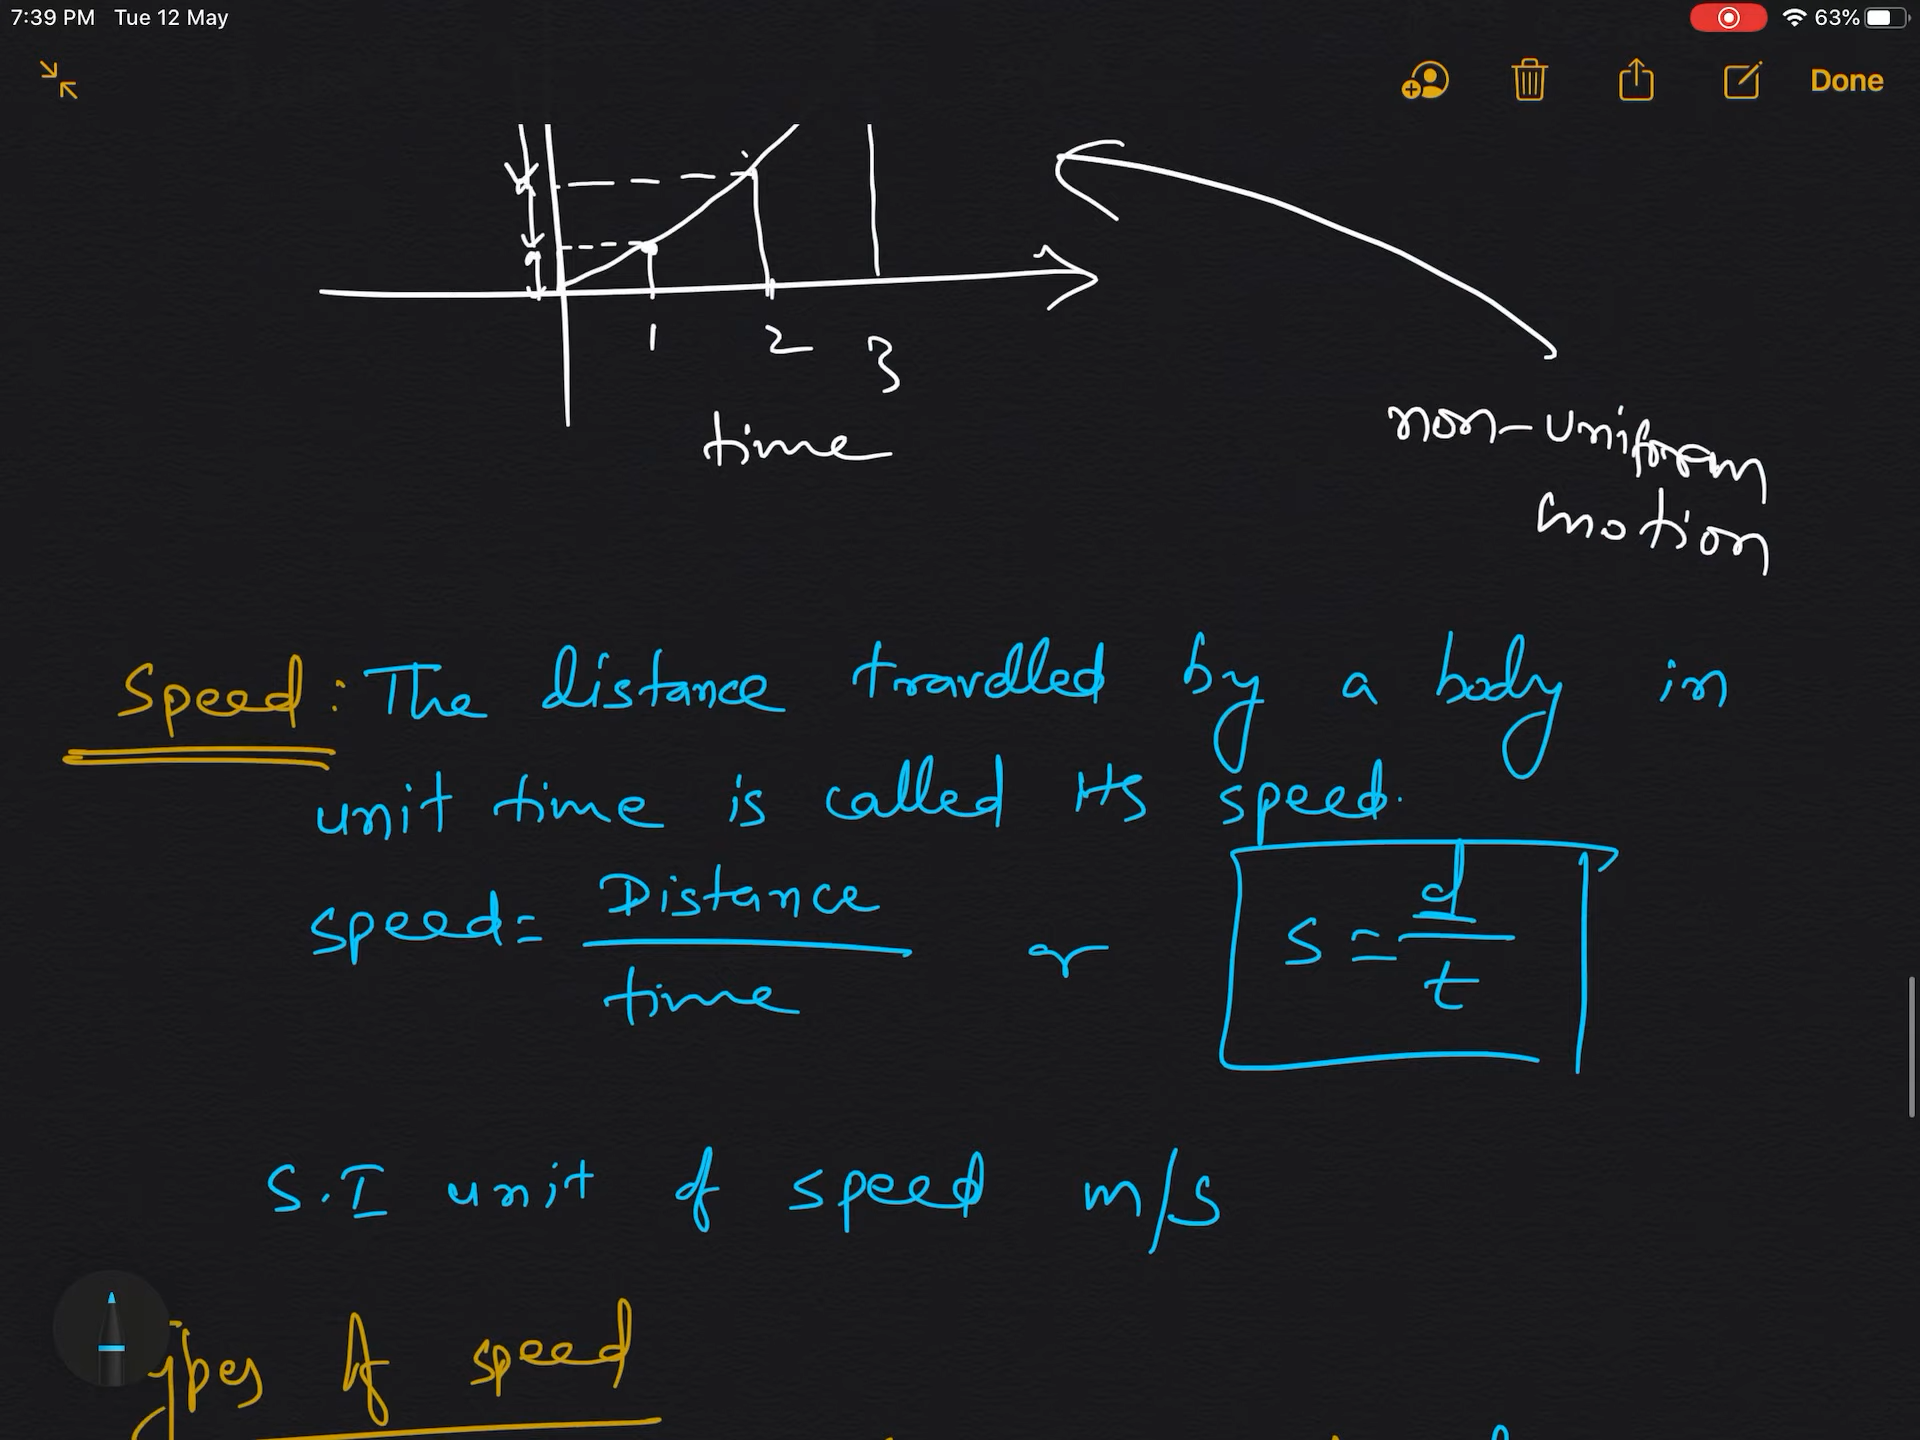 7:39 PM Tue 12 May
63%
Done
1 2 3
time
non-uniform
motion
Speed: The distance travelled by a body in
unit time is called its speed.
speed = Distance / time or s = d / t
S.I unit of speed m/s
ypes of speed